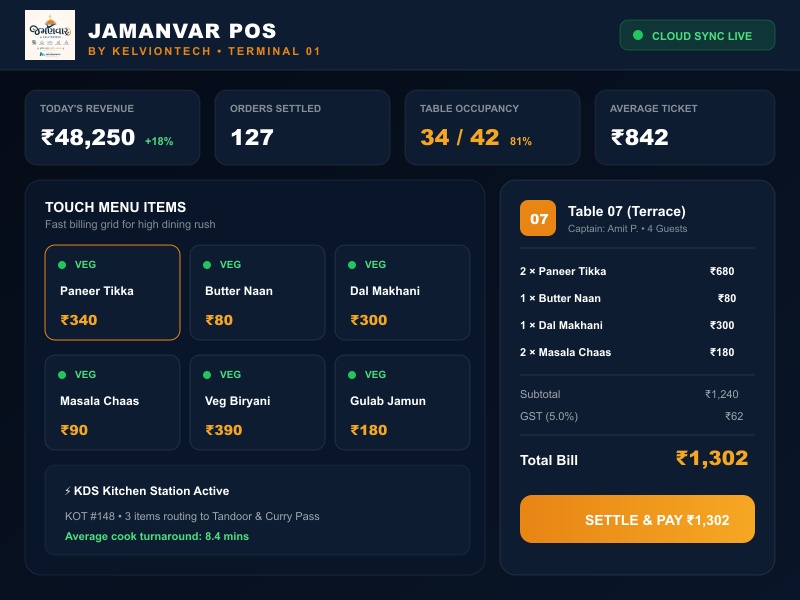 જમણવાર
JAMANVAR POS
BY KELVIONTECH • TERMINAL 01
CLOUD SYNC LIVE
TODAY'S REVENUE
₹48,250 +18%
ORDERS SETTLED
127
TABLE OCCUPANCY
34 / 42 81%
AVERAGE TICKET
₹842
TOUCH MENU ITEMS
Fast billing grid for high dining rush
VEG
Paneer Tikka
₹340
VEG
Butter Naan
₹80
VEG
Dal Makhani
₹300
VEG
Masala Chaas
₹90
VEG
Veg Biryani
₹390
VEG
Gulab Jamun
₹180
⚡ KDS Kitchen Station Active
KOT #148 • 3 items routing to Tandoor & Curry Pass
Average cook turnaround: 8.4 mins
07
Table 07 (Terrace)
Captain: Amit P. • 4 Guests
2 × Paneer Tikka ₹680
1 × Butter Naan ₹80
1 × Dal Makhani ₹300
2 × Masala Chaas ₹180
Subtotal ₹1,240
GST (5.0%) ₹62
Total Bill ₹1,302
SETTLE & PAY ₹1,302